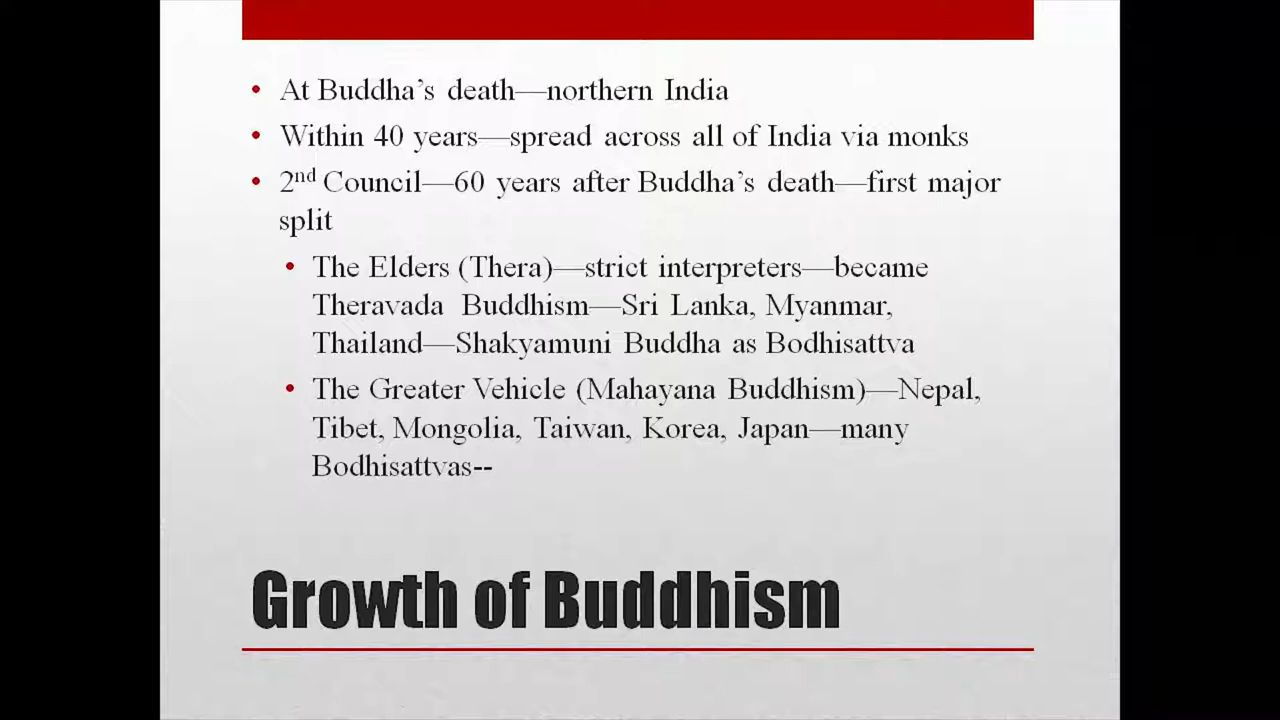 • At Buddha’s death—northern India
• Within 40 years—spread across all of India via monks
• 2nd Council—60 years after Buddha’s death—first major
split
• The Elders (Thera)—strict interpreters—became
Theravada Buddhism—Sri Lanka, Myanmar,
Thailand—Shakyamuni Buddha as Bodhisattva
• The Greater Vehicle (Mahayana Buddhism)—Nepal,
Tibet, Mongolia, Taiwan, Korea, Japan—many
Bodhisattvas--
Growth of Buddhism